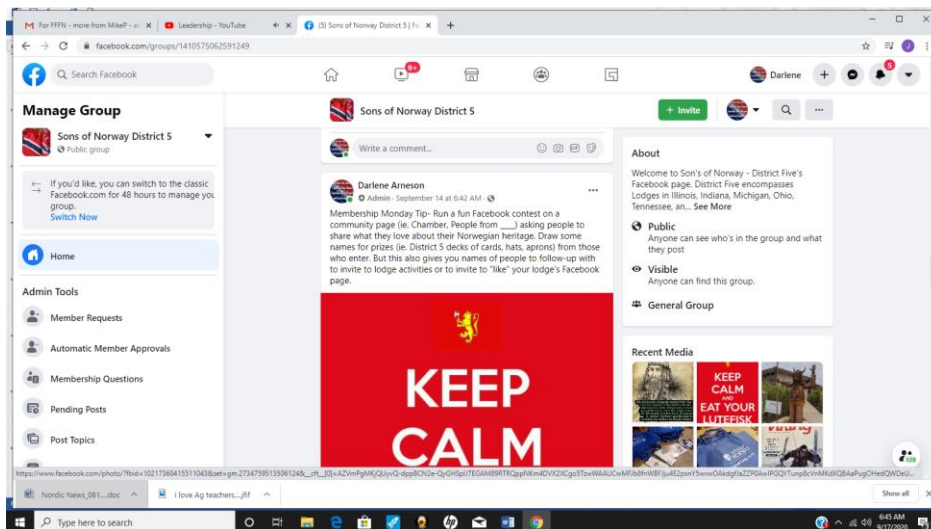 For FFFN - more from MikeP -
Leadership - YouTube
(5) Sons of Norway District 5 | Fa
facebook.com/groups/1410575062591249
Search Facebook
9+
Darlene
5
Manage Group
Sons of Norway District 5
Public group
If you'd like, you can switch to the classic
Facebook.com for 48 hours to manage you
group.
Switch Now
Home
Admin Tools
Member Requests
Automatic Member Approvals
Membership Questions
Pending Posts
Post Topics
Sons of Norway District 5
+ Invite
Write a comment...
GIF
Darlene Arneson
Admin · September 14 at 6:42 AM ·
Membership Monday Tip- Run a fun Facebook contest on a
community page (ie. Chamber, People from ____) asking people to
share what they love about their Norwegian heritage. Draw some
names for prizes (ie. District 5 decks of cards, hats, aprons) from those
who enter. But this also gives you names of people to follow-up with
to invite to lodge activities or to invite to "like" your lodge's Facebook
page.
KEEP
CALM
About
Welcome to Son's of Norway - District Five's
Facebook page. District Five encompasses
Lodges in Illinois, Indiana, Michigan, Ohio,
Tennessee, an... See More
Public
Anyone can see who's in the group and what
they post
Visible
Anyone can find this group.
General Group
Recent Media
KEEP
CALM
AND
EAT YOUR
LUTEFISK
128
Nordic News_081....doc
I love Ag teachers....jfif
Show all
Type here to search
6:45 AM
9/17/2020